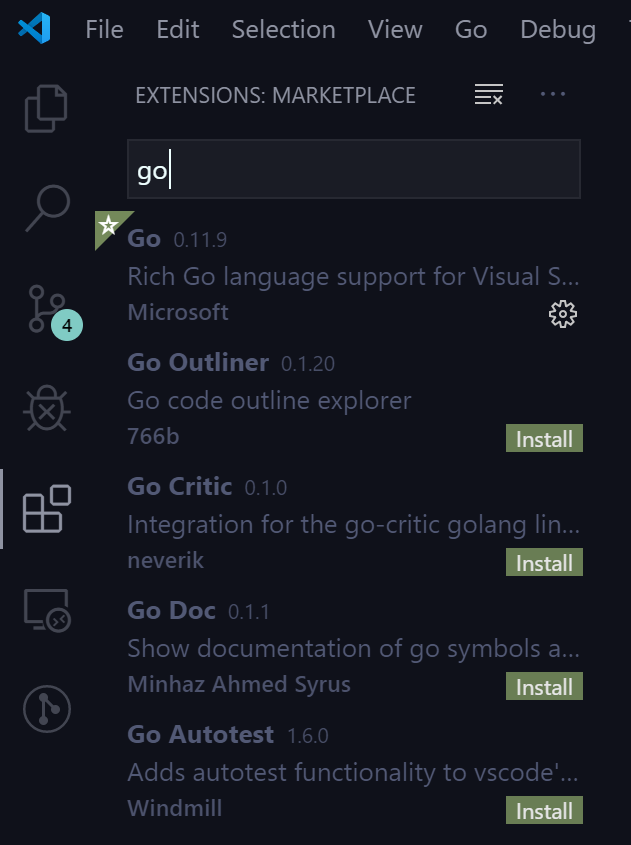 File Edit Selection View Go Debug
EXTENSIONS: MARKETPLACE
go
Go 0.11.9
Rich Go language support for Visual S...
Microsoft
4
Go Outliner 0.1.20
Go code outline explorer
766b Install
Go Critic 0.1.0
Integration for the go-critic golang lin...
neverik Install
Go Doc 0.1.1
Show documentation of go symbols a...
Minhaz Ahmed Syrus Install
Go Autotest 1.6.0
Adds autotest functionality to vscode'...
Windmill Install